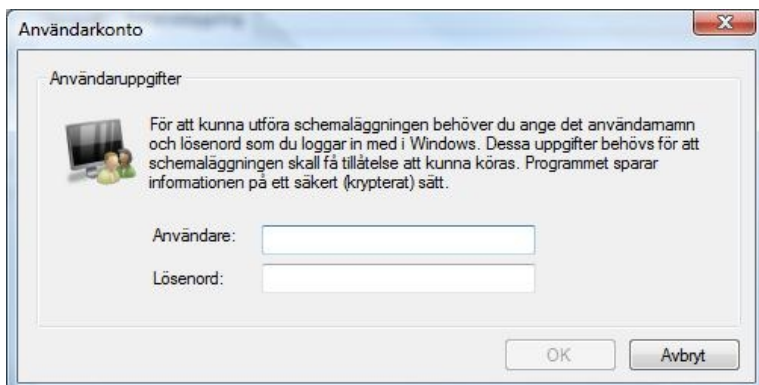 Användarkonto
Användaruppgifter
För att kunna utföra schemaläggningen behöver du ange det användarnamn
och lösenord som du loggar in med i Windows. Dessa uppgifter behövs för att
schemaläggningen skall få tillåtelse att kunna köras. Programmet sparar
informationen på ett säkert (krypterat) sätt.
Användare:
Lösenord:
OK
Avbryt